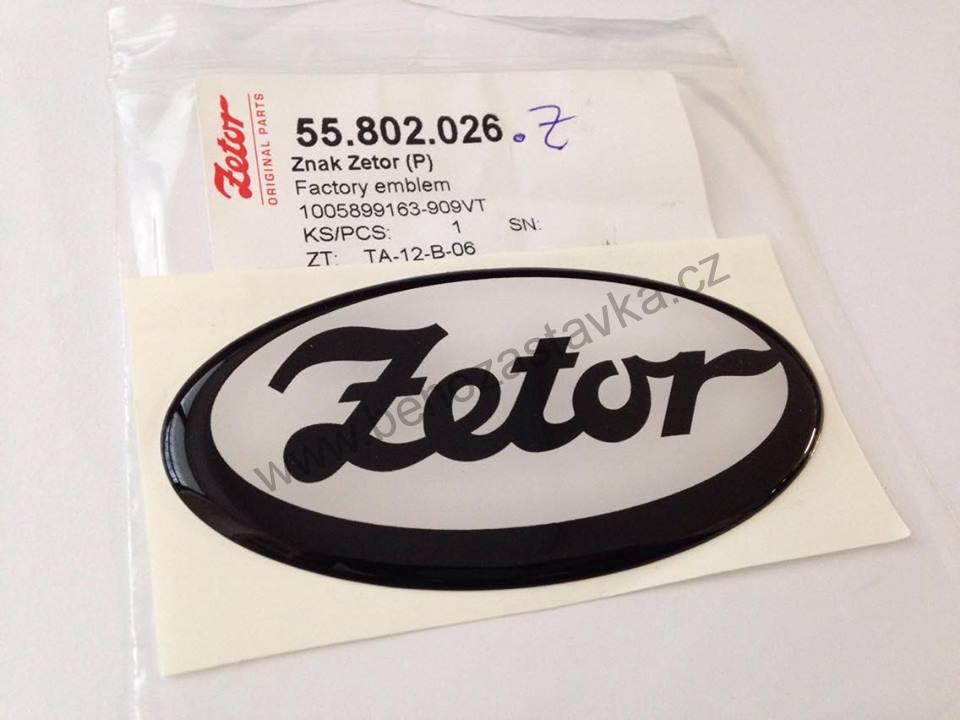 Zetor
ORIGINAL PARTS
55.802.026.Z
Znak Zetor (P)
Factory emblem
1005899163-909VT
KS/PCS: 1 SN:
ZT: TA-12-B-06
Zetor
www.benozastavka.cz